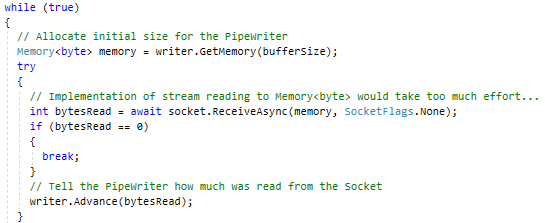 while (true)
{
// Allocate initial size for the PipeWriter
Memory<byte> memory = writer.GetMemory(bufferSize);
try
{
// Implementation of stream reading to Memory<byte> would take too much effort...
int bytesRead = await socket.ReceiveAsync(memory, SocketFlags.None);
if (bytesRead == 0)
{
break;
}
// Tell the PipeWriter how much was read from the Socket
writer.Advance(bytesRead);
}